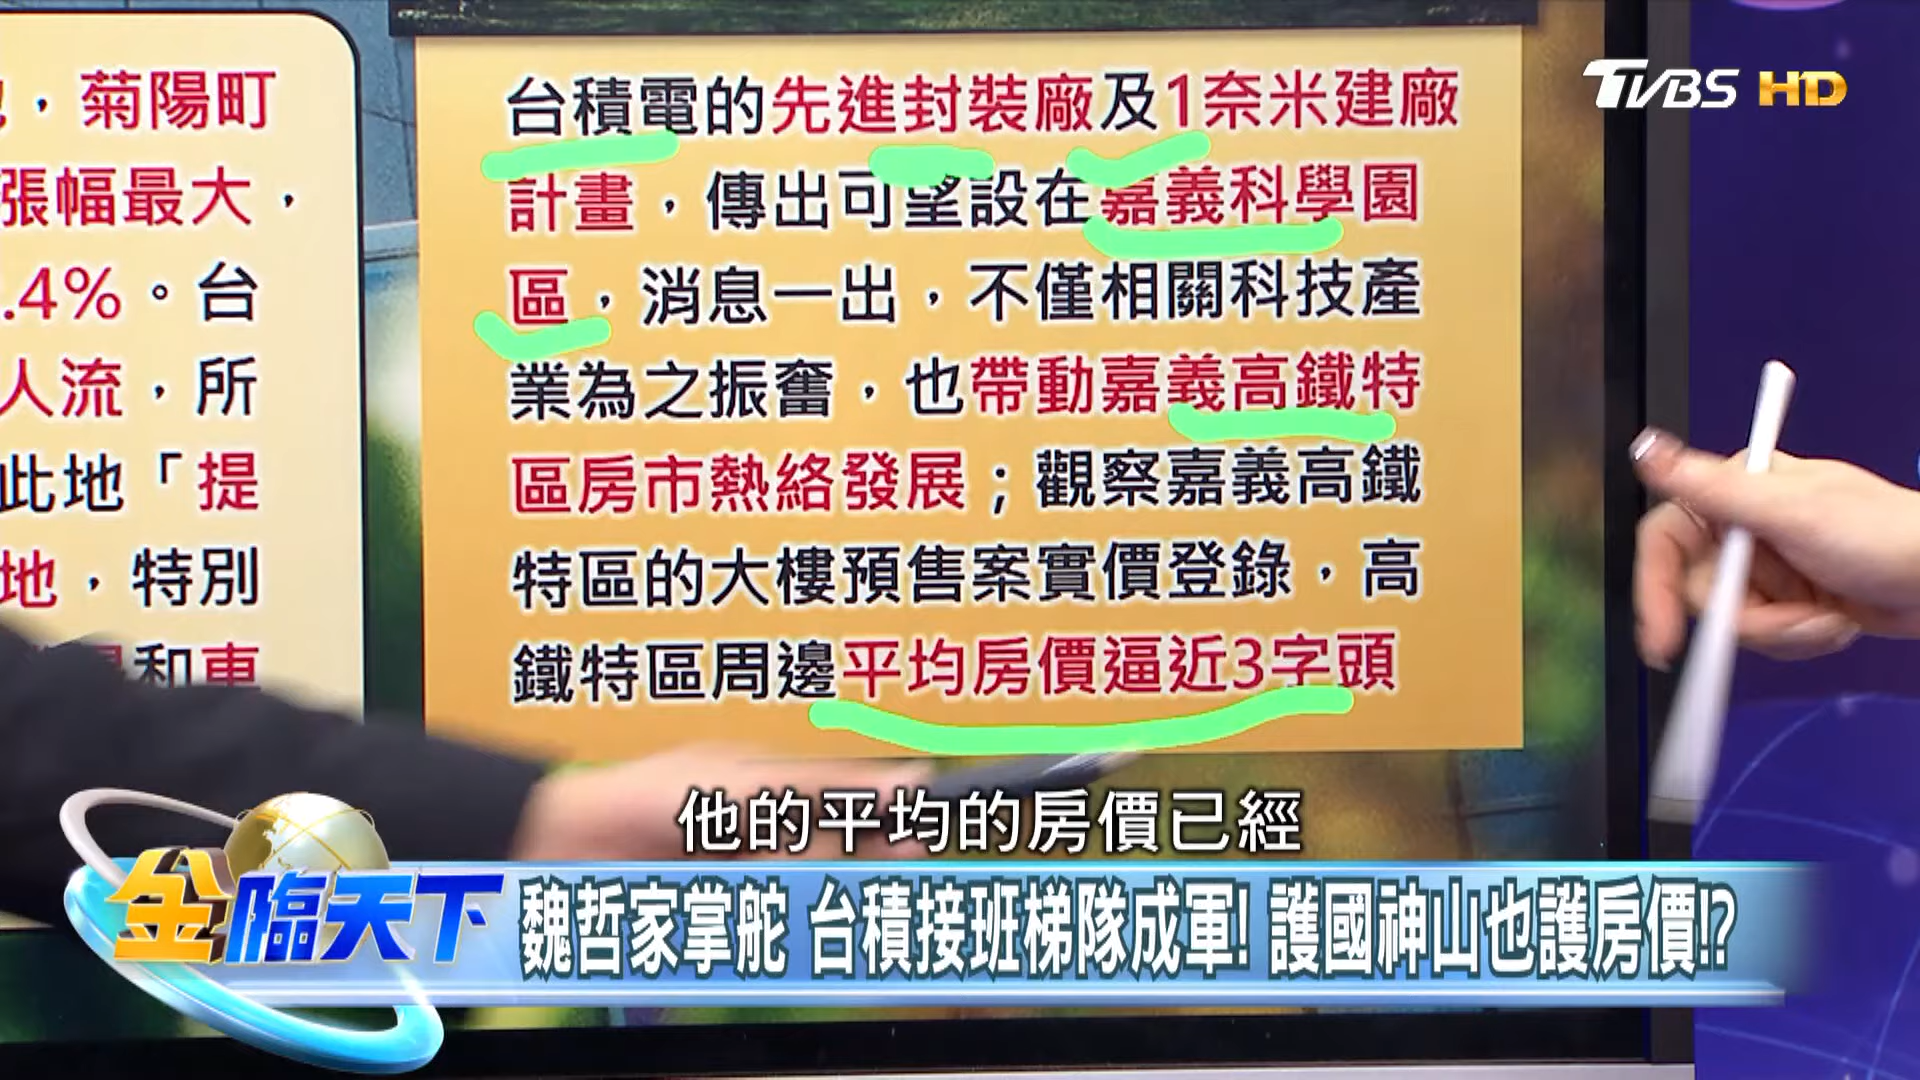 ，菊陽町
漲幅最大，
.4%。台
人流，所
此地「提
地，特別
和東
台積電的先進封裝廠及1奈米建廠
計畫，傳出可望設在嘉義科學園
區，消息一出，不僅相關科技產
業為之振奮，也帶動嘉義高鐵特
區房市熱絡發展；觀察嘉義高鐵
特區的大樓預售案實價登錄，高
鐵特區周邊平均房價逼近3字頭
TVBS HD
他的平均的房價已經
金臨天下
魏哲家掌舵 台積接班梯隊成軍! 護國神山也護房價!?